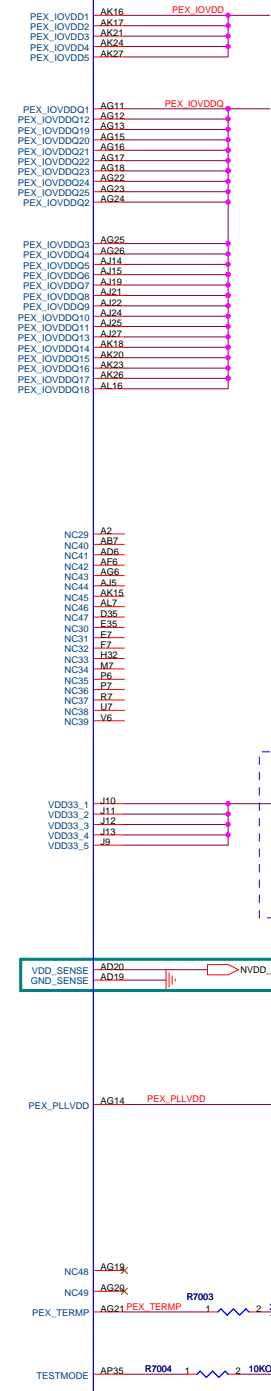 PEX_IOVDD1 AK16 PEX_IOVDD
PEX_IOVDD2 AK17
PEX_IOVDD3 AK21
PEX_IOVDD4 AK24
PEX_IOVDD5 AK27
PEX_IOVDDQ1 AG11 PEX_IOVDDQ
PEX_IOVDDQ12 AG12
PEX_IOVDDQ19 AG13
PEX_IOVDDQ20 AG15
PEX_IOVDDQ21 AG16
PEX_IOVDDQ22 AG17
PEX_IOVDDQ23 AG18
PEX_IOVDDQ24 AG22
PEX_IOVDDQ25 AG23
PEX_IOVDDQ2 AG24
PEX_IOVDDQ3 AG25
PEX_IOVDDQ4 AG26
PEX_IOVDDQ5 AJ14
PEX_IOVDDQ6 AJ15
PEX_IOVDDQ7 AJ19
PEX_IOVDDQ8 AJ21
PEX_IOVDDQ9 AJ22
PEX_IOVDDQ10 AJ24
PEX_IOVDDQ11 AJ25
PEX_IOVDDQ13 AJ27
PEX_IOVDDQ14 AK18
PEX_IOVDDQ15 AK20
PEX_IOVDDQ16 AK23
PEX_IOVDDQ17 AK26
PEX_IOVDDQ18 AL16
NC29 A2
NC40 AB7
NC41 AD6
NC42 AF6
NC43 AG6
NC44 AJ5
NC45 AK15
NC46 AL7
NC47 D35
NC30 E35
NC31 E7
NC32 F7
NC33 H32
NC34 M7
NC35 P6
NC36 P7
NC37 R7
NC38 U7
NC39 V6
VDD33_1 J10
VDD33_2 J11
VDD33_3 J12
VDD33_4 J13
VDD33_5 J9
VDD_SENSE AD20 NVDD_
GND_SENSE AD19
PEX_PLLVDD AG14 PEX_PLLVDD
NC48 AG19
NC49 AG20
R7003
PEX_TERMP AG21 PEX_TERMP 1 2
TESTMODE AP35 R7004 1 2 10KO